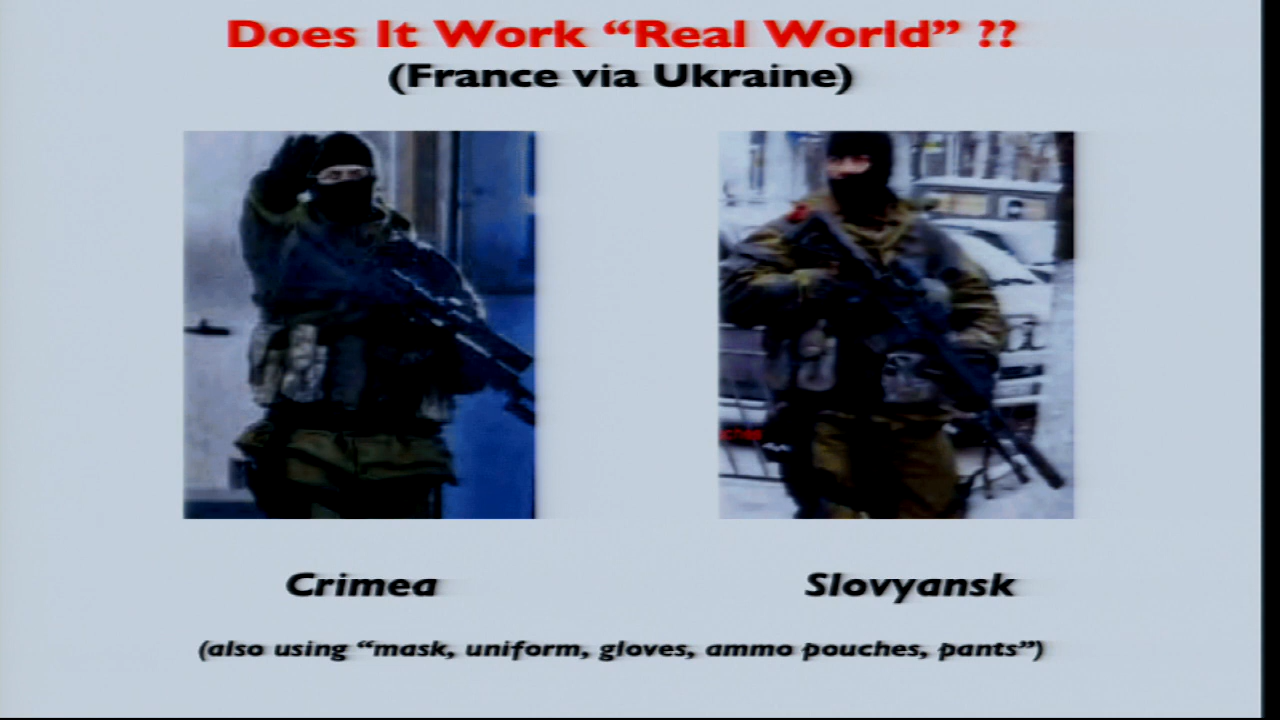 Does It Work “Real World” ??
(France via Ukraine)
Crimea
Slovyansk
(also using “mask, uniform, gloves, ammo pouches, pants”)